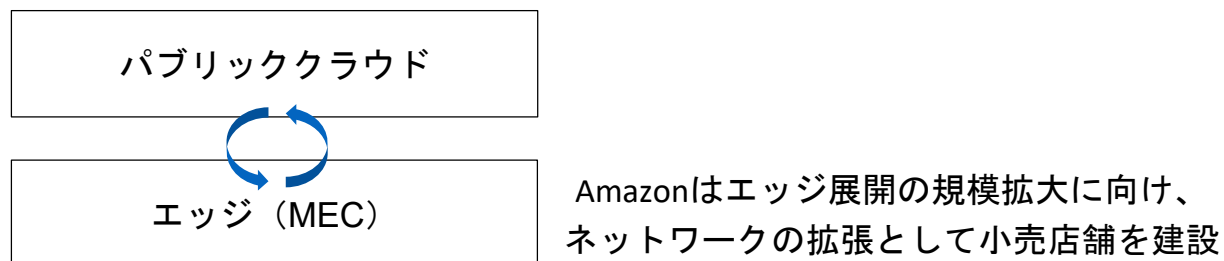 パブリッククラウド
エッジ（MEC）
Amazonはエッジ展開の規模拡大に向け、
ネットワークの拡張として小売店舗を建設